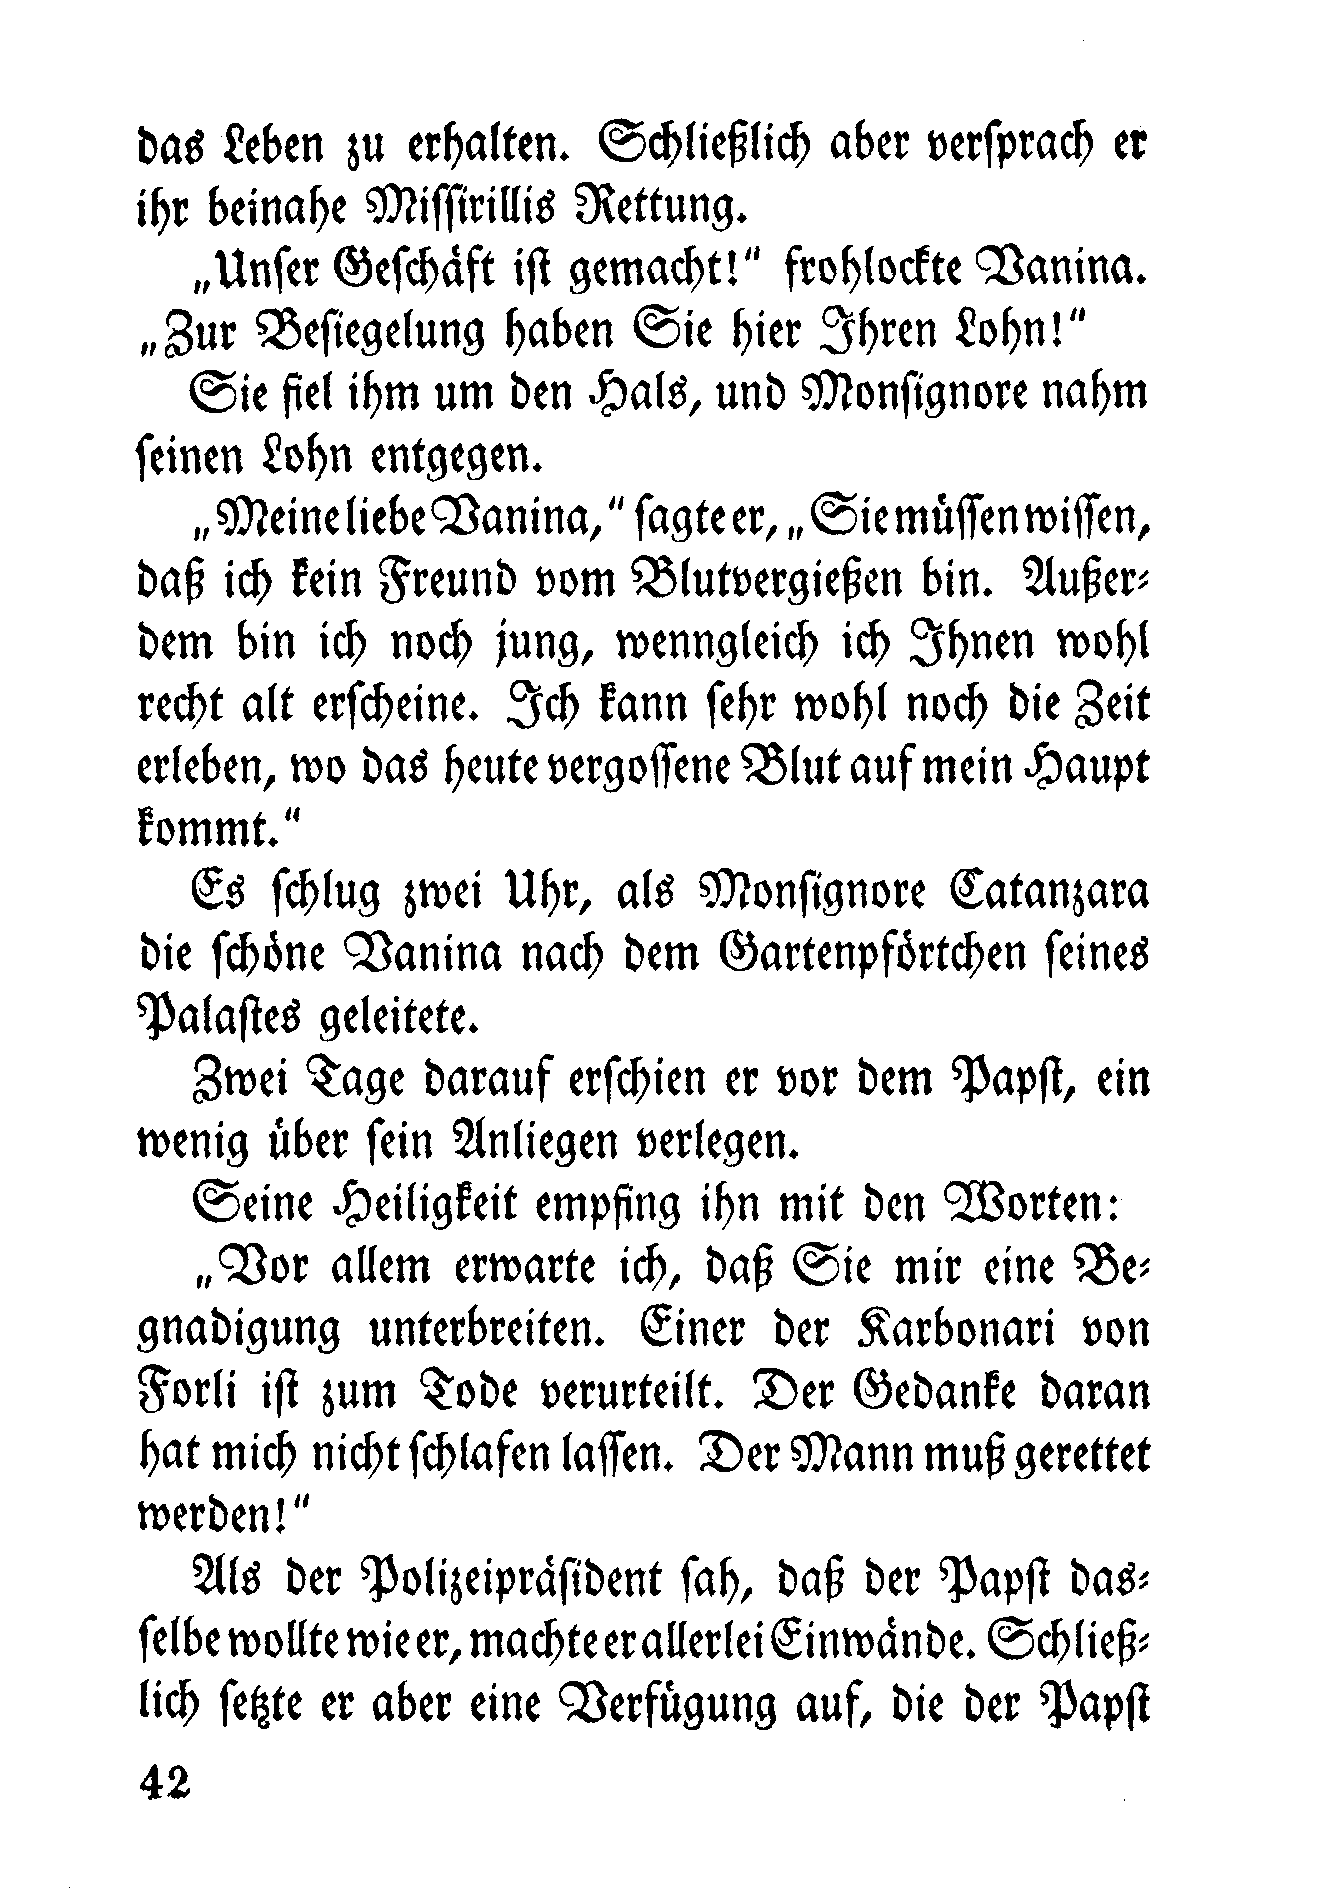 das Leben zu erhalten. Schließlich aber verſprach er
ihr beinahe Miſſirillis Rettung.
„Unſer Geſchäft iſt gemacht!“ frohlockte Vanina.
„Zur Beſiegelung haben Sie hier Ihren Lohn!“
Sie fiel ihm um den Hals, und Monſignore nahm
ſeinen Lohn entgegen.
„Meine liebe Vanina,“ ſagte er, „Sie müſſen wiſſen,
daß ich kein Freund vom Blutvergießen bin. Außer⸗
dem bin ich noch jung, wenngleich ich Ihnen wohl
recht alt erſcheine. Ich kann ſehr wohl noch die Zeit
erleben, wo das heute vergoſſene Blut auf mein Haupt
kommt.“
Es ſchlug zwei Uhr, als Monſignore Catanzara
die ſchöne Vanina nach dem Gartenpförtchen ſeines
Palaſtes geleitete.
Zwei Tage darauf erſchien er vor dem Papſt, ein
wenig über ſein Anliegen verlegen.
Seine Heiligkeit empfing ihn mit den Worten:
„Vor allem erwarte ich, daß Sie mir eine Be⸗
gnadigung unterbreiten. Einer der Karbonari von
Forli iſt zum Tode verurteilt. Der Gedanke daran
hat mich nicht ſchlafen laſſen. Der Mann muß gerettet
werden!“
Als der Polizeipräſident ſah, daß der Papſt das⸗
ſelbe wollte wie er, machte er allerlei Einwände. Schließ⸗
lich ſetzte er aber eine Verfügung auf, die der Papſt
42